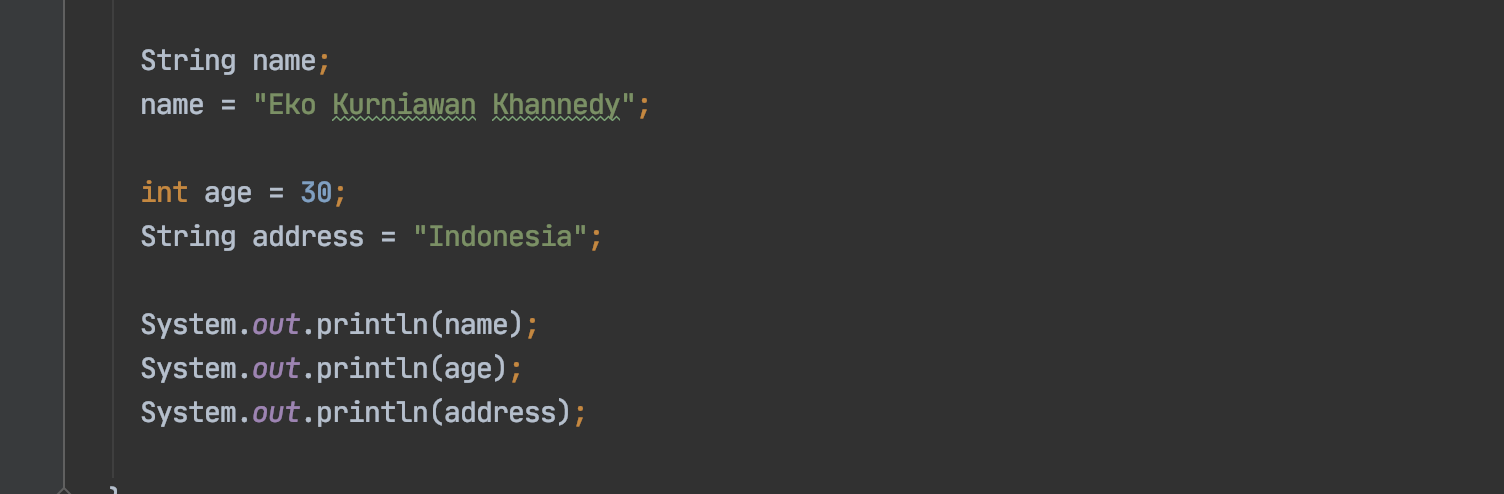 String name;
name = "Eko Kurniawan Khannedy";
int age = 30;
String address = "Indonesia";
System.out.println(name);
System.out.println(age);
System.out.println(address);
}